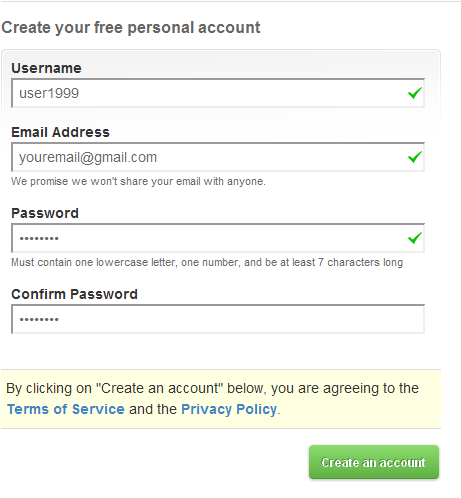 Create your free personal account
Username
user1999
Email Address
youremail@gmail.com
We promise we won't share your email with anyone.
Password
••••••••
Must contain one lowercase letter, one number, and be at least 7 characters long
Confirm Password
••••••••
By clicking on "Create an account" below, you are agreeing to the
Terms of Service and the Privacy Policy.
Create an account